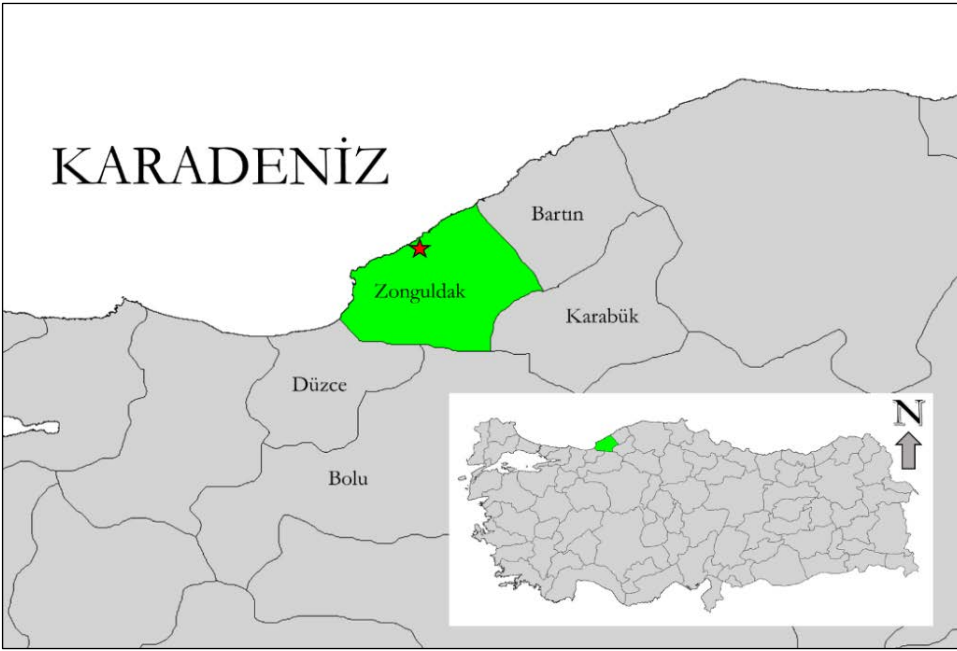 KARADENİZ
Bartın
Zonguldak
Karabük
Düzce
Bolu
N